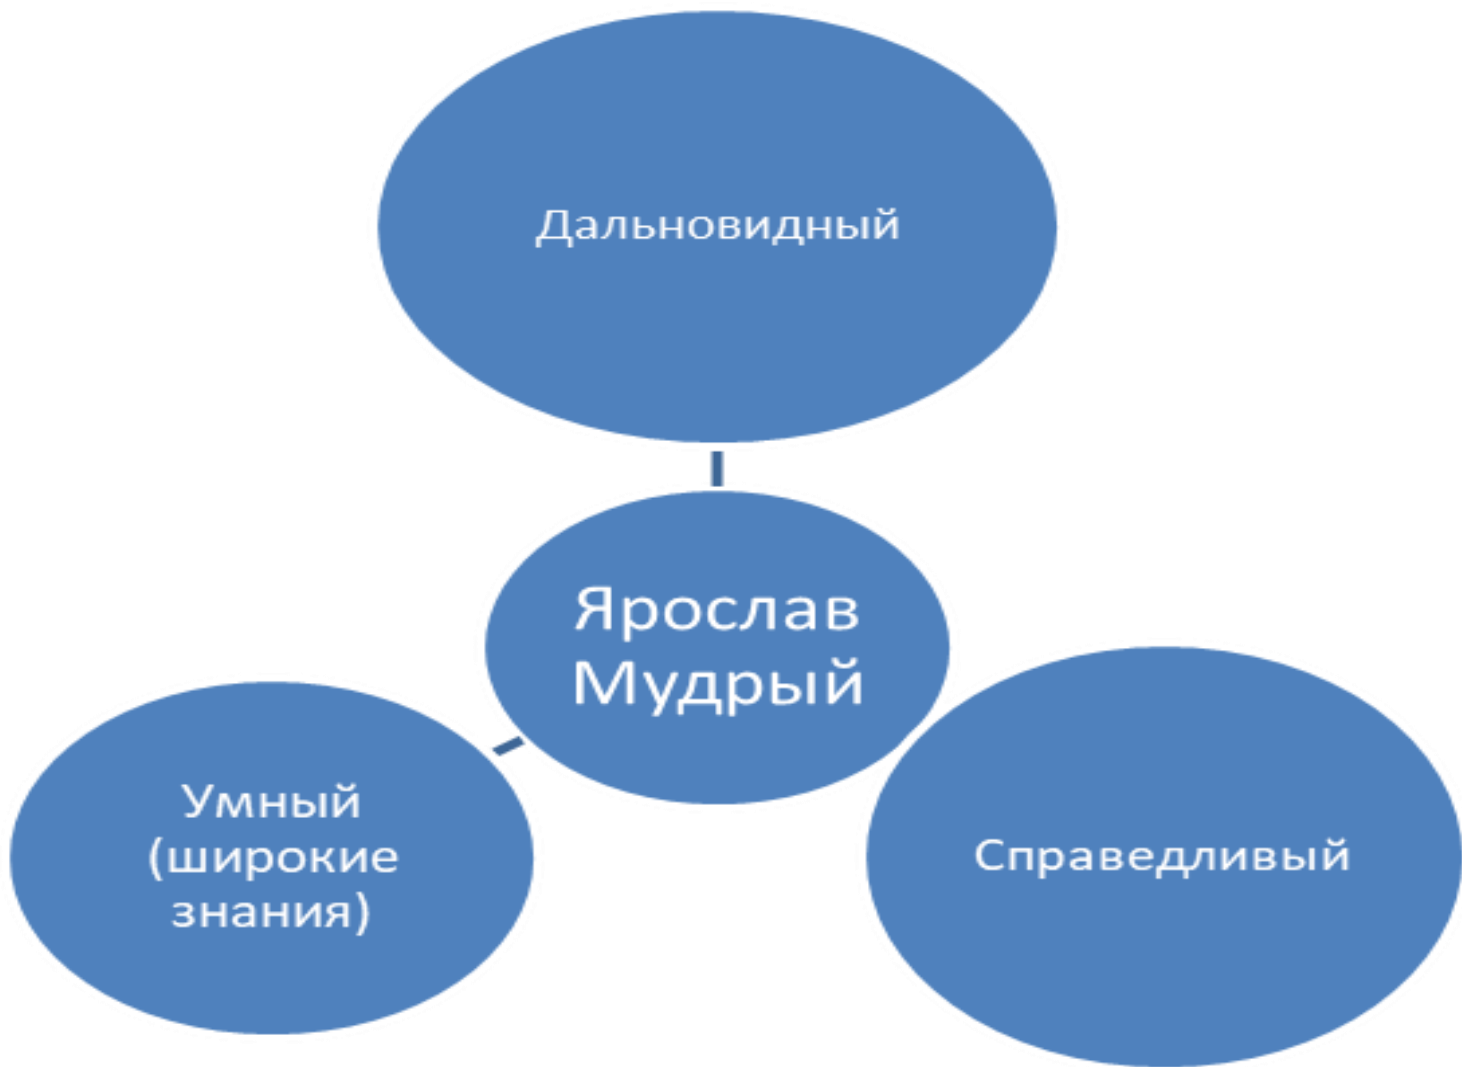 Дальновидный
Ярослав
Мудрый
Умный
(широкие
знания)
Справедливый